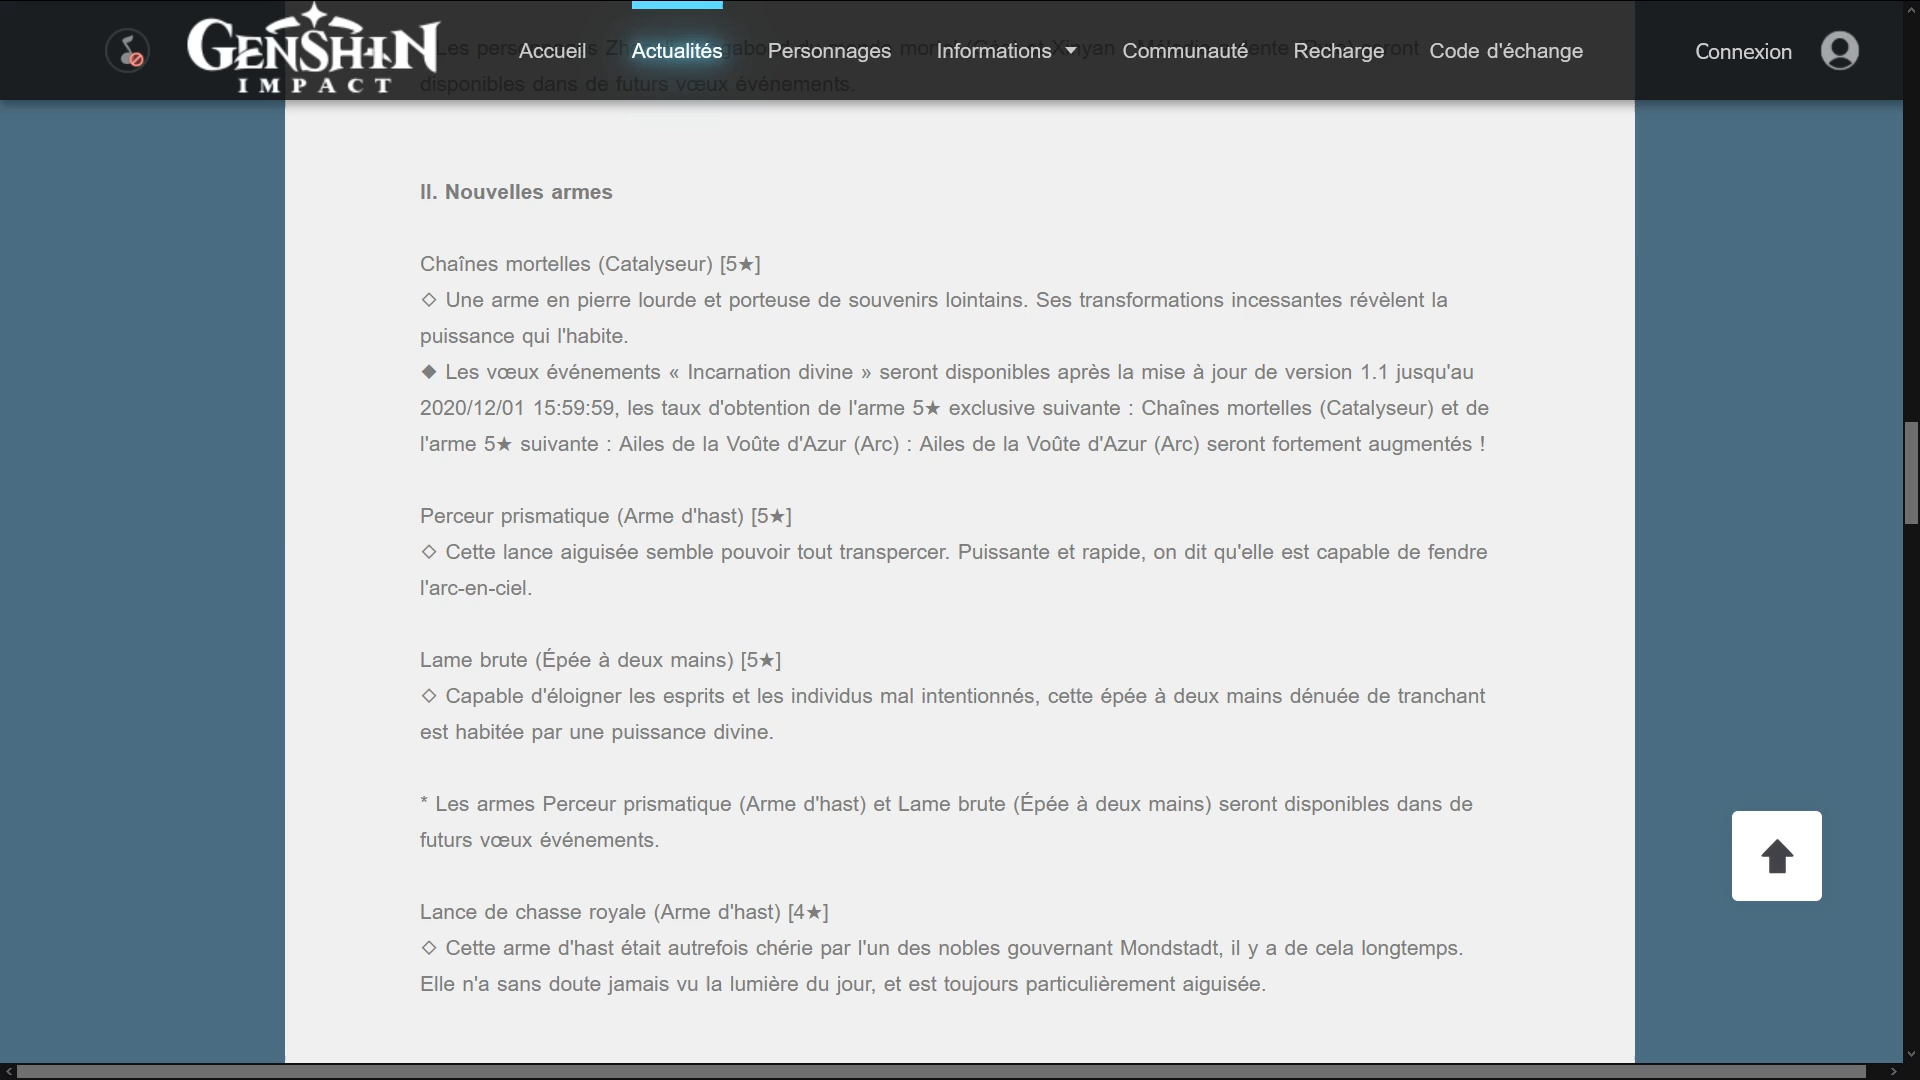 GENSHIN
IMPACT
Accueil
Actualités
Personnages
Informations
Communauté
Recharge
Code d'échange
Connexion
disponibles dans de futurs vœux événements.
II. Nouvelles armes
Chaînes mortelles (Catalyseur) [5★]
◇ Une arme en pierre lourde et porteuse de souvenirs lointains. Ses transformations incessantes révèlent la
puissance qui l'habite.
◆ Les vœux événements « Incarnation divine » seront disponibles après la mise à jour de version 1.1 jusqu'au
2020/12/01 15:59:59, les taux d'obtention de l'arme 5★ exclusive suivante : Chaînes mortelles (Catalyseur) et de
l'arme 5★ suivante : Ailes de la Voûte d'Azur (Arc) : Ailes de la Voûte d'Azur (Arc) seront fortement augmentés !
Perceur prismatique (Arme d'hast) [5★]
◇ Cette lance aiguisée semble pouvoir tout transpercer. Puissante et rapide, on dit qu'elle est capable de fendre
l'arc-en-ciel.
Lame brute (Épée à deux mains) [5★]
◇ Capable d'éloigner les esprits et les individus mal intentionnés, cette épée à deux mains dénuée de tranchant
est habitée par une puissance divine.
* Les armes Perceur prismatique (Arme d'hast) et Lame brute (Épée à deux mains) seront disponibles dans de
futurs vœux événements.
Lance de chasse royale (Arme d'hast) [4★]
◇ Cette arme d'hast était autrefois chérie par l'un des nobles gouvernant Mondstadt, il y a de cela longtemps.
Elle n'a sans doute jamais vu la lumière du jour, et est toujours particulièrement aiguisée.